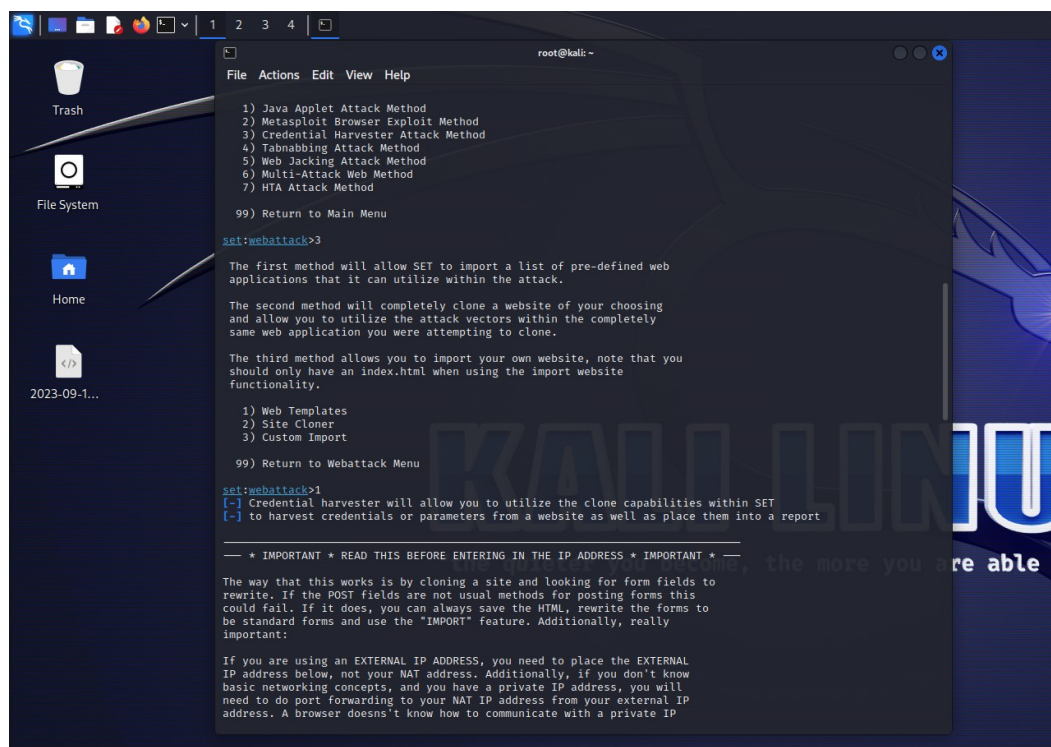 1 2 3 4
root@kali: ~
File Actions Edit View Help
Trash
File System
Home
2023-09-1...
1) Java Applet Attack Method
2) Metasploit Browser Exploit Method
3) Credential Harvester Attack Method
4) Tabnabbing Attack Method
5) Web Jacking Attack Method
6) Multi-Attack Web Method
7) HTA Attack Method
99) Return to Main Menu
set:webattack>3
The first method will allow SET to import a list of pre-defined web
applications that it can utilize within the attack.
The second method will completely clone a website of your choosing
and allow you to utilize the attack vectors within the completely
same web application you were attempting to clone.
The third method allows you to import your own website, note that you
should only have an index.html when using the import website
functionality.
1) Web Templates
2) Site Cloner
3) Custom Import
99) Return to Webattack Menu
set:webattack>1
[-] Credential harvester will allow you to utilize the clone capabilities within SET
[-] to harvest credentials or parameters from a website as well as place them into a report
--- * IMPORTANT * READ THIS BEFORE ENTERING IN THE IP ADDRESS * IMPORTANT * ---
The way that this works is by cloning a site and looking for form fields to
rewrite. If the POST fields are not usual methods for posting forms this
could fail. If it does, you can always save the HTML, rewrite the forms to
be standard forms and use the "IMPORT" feature. Additionally, really
important:
If you are using an EXTERNAL IP ADDRESS, you need to place the EXTERNAL
IP address below, not your NAT address. Additionally, if you don't know
basic networking concepts, and you have a private IP address, you will
need to do port forwarding to your NAT IP address from your external IP
address. A browser doesns't know how to communicate with a private IP
KALI LINU
the quieter you become, the more you are able